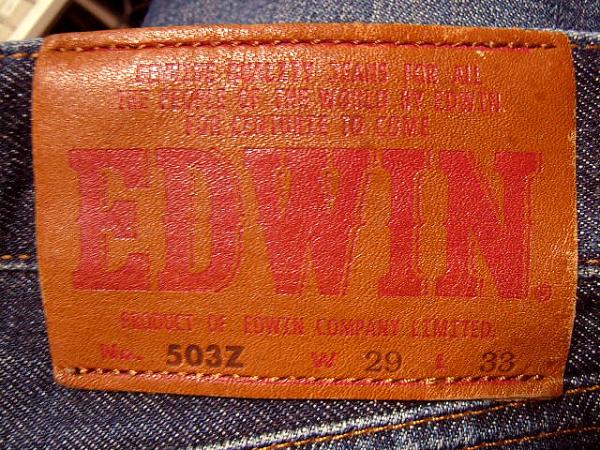 QUALITY JEANS FOR ALL
THE PEOPLE OF THE WORLD BY EDWIN.
FOR TO COME
EDWIN®
PRODUCT OF EDWIN COMPANY LIMITED.
No. 503Z W 29 L 33